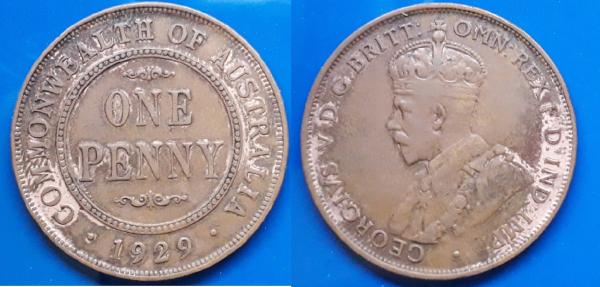 COMMONWEALTH OF AUSTRALIA
ONE
PENNY
1929
GEORGIVS V D.G.BRITT: OMN: REX F.D.IND:IMP: